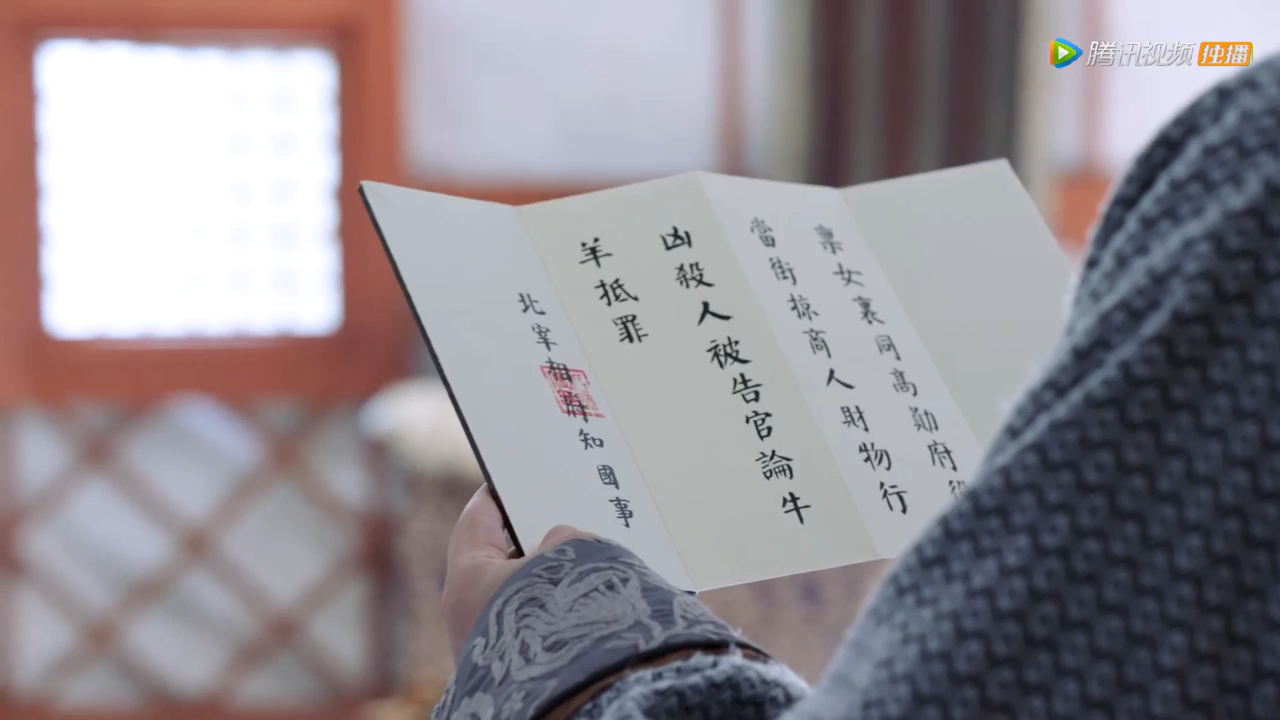 腾讯视频 独播
女裏同高勛府
當街掠商人財物行
凶殺人被告官論牛
羊抵罪
北宰相府知國事